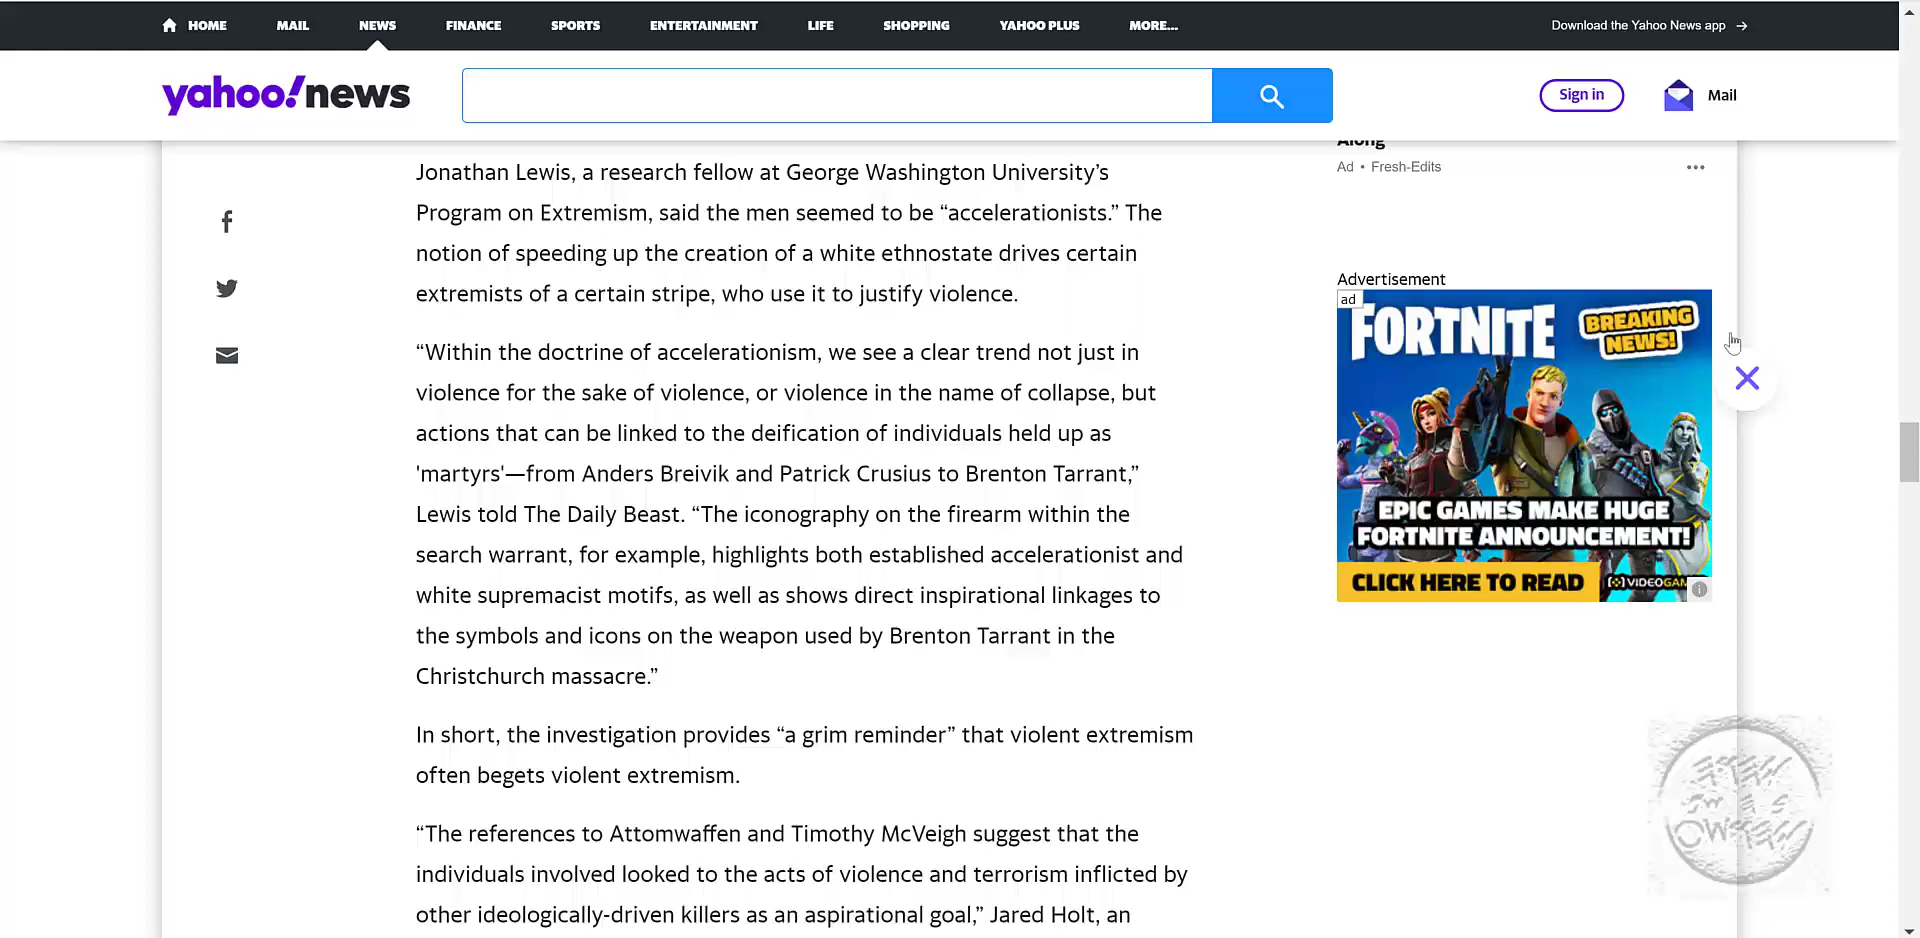 HOME MAIL NEWS FINANCE SPORTS ENTERTAINMENT LIFE SHOPPING YAHOO PLUS MORE... Download the Yahoo News app →
yahoo!news Sign in Mail
Along
Ad • Fresh-Edits
Jonathan Lewis, a research fellow at George Washington University’s
Program on Extremism, said the men seemed to be “accelerationists.” The
notion of speeding up the creation of a white ethnostate drives certain
extremists of a certain stripe, who use it to justify violence.
“Within the doctrine of accelerationism, we see a clear trend not just in
violence for the sake of violence, or violence in the name of collapse, but
actions that can be linked to the deification of individuals held up as
'martyrs'—from Anders Breivik and Patrick Crusius to Brenton Tarrant,”
Lewis told The Daily Beast. “The iconography on the firearm within the
search warrant, for example, highlights both established accelerationist and
white supremacist motifs, as well as shows direct inspirational linkages to
the symbols and icons on the weapon used by Brenton Tarrant in the
Christchurch massacre.”
In short, the investigation provides “a grim reminder” that violent extremism
often begets violent extremism.
“The references to Attomwaffen and Timothy McVeigh suggest that the
individuals involved looked to the acts of violence and terrorism inflicted by
other ideologically-driven killers as an aspirational goal,” Jared Holt, an
Advertisement
ad
FORTNITE
BREAKING
NEWS!
EPIC GAMES MAKE HUGE
FORTNITE ANNOUNCEMENT!
CLICK HERE TO READ